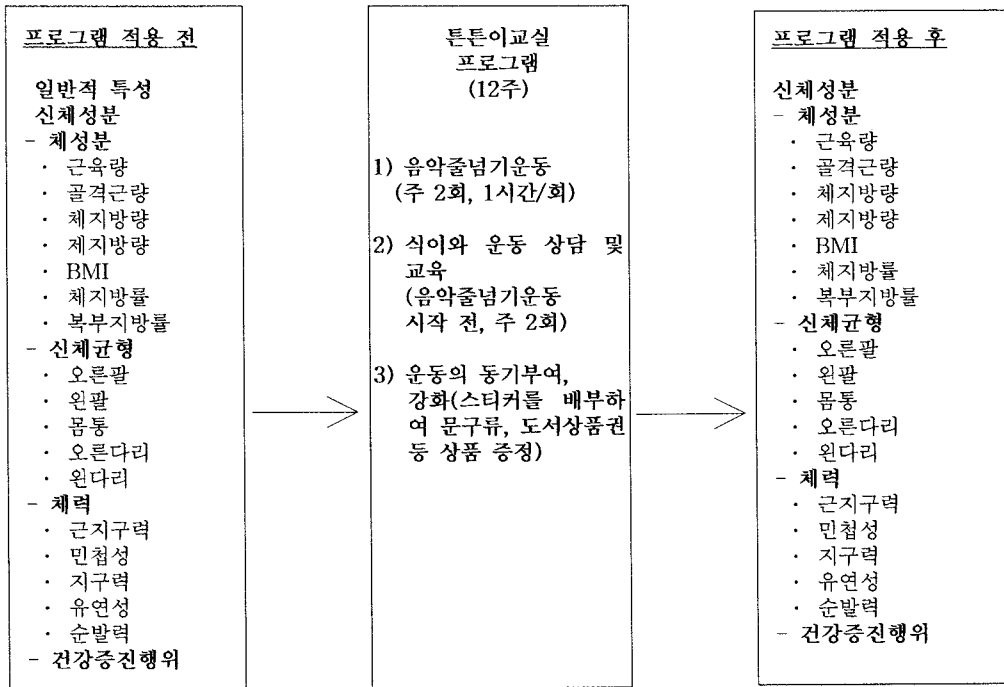 프로그램 적용 전
일반적 특성
신체성분
- 체성분
· 근육량
· 골격근량
· 체지방량
· 제지방량
· BMI
· 체지방률
· 복부지방률
- 신체균형
· 오른팔
· 왼팔
· 몸통
· 오른다리
· 왼다리
- 체력
· 근지구력
· 민첩성
· 지구력
· 유연성
· 순발력
- 건강증진행위
튼튼이교실
프로그램
(12주)
1) 음악줄넘기운동
(주 2회, 1시간/회)
2) 식이와 운동 상담 및
교육
(음악줄넘기운동
시작 전, 주 2회)
3) 운동의 동기부여,
강화(스티커를 배부하
여 문구류, 도서상품권
등 상품 증정)
프로그램 적용 후
신체성분
- 체성분
· 근육량
· 골격근량
· 체지방량
· 제지방량
· BMI
· 체지방률
· 복부지방률
- 신체균형
· 오른팔
· 왼팔
· 몸통
· 오른다리
· 왼다리
- 체력
· 근지구력
· 민첩성
· 지구력
· 유연성
· 순발력
- 건강증진행위